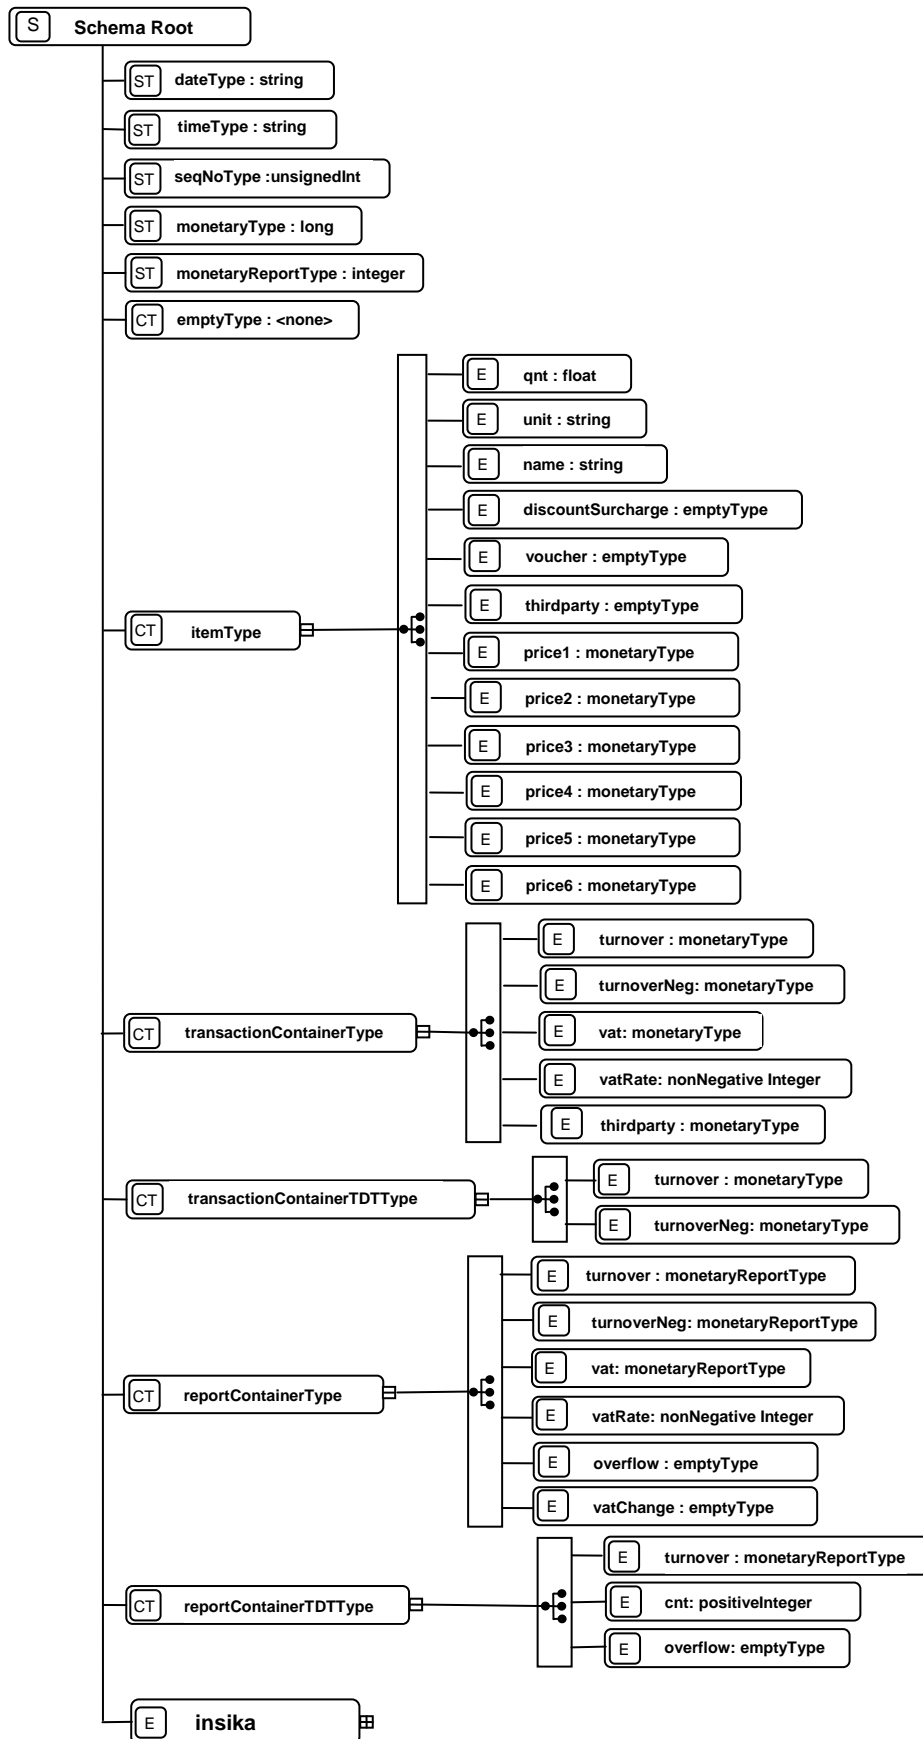 S Schema Root
ST dateType : string
ST timeType : string
ST seqNoType :unsignedInt
ST monetaryType : long
ST monetaryReportType : integer
CT emptyType : <none>
E qnt : float
E unit : string
E name : string
E discountSurcharge : emptyType
E voucher : emptyType
E thirdparty : emptyType
CT itemType
E price1 : monetaryType
E price2 : monetaryType
E price3 : monetaryType
E price4 : monetaryType
E price5 : monetaryType
E price6 : monetaryType
E turnover : monetaryType
E turnoverNeg: monetaryType
CT transactionContainerType
E vat: monetaryType
E vatRate: nonNegative Integer
E thirdparty : monetaryType
E turnover : monetaryType
CT transactionContainerTDTType
E turnoverNeg: monetaryType
E turnover : monetaryReportType
E turnoverNeg: monetaryReportType
E vat: monetaryReportType
CT reportContainerType
E vatRate: nonNegative Integer
E overflow : emptyType
E vatChange : emptyType
E turnover : monetaryReportType
E cnt: positiveInteger
CT reportContainerTDTType
E overflow: emptyType
E insika